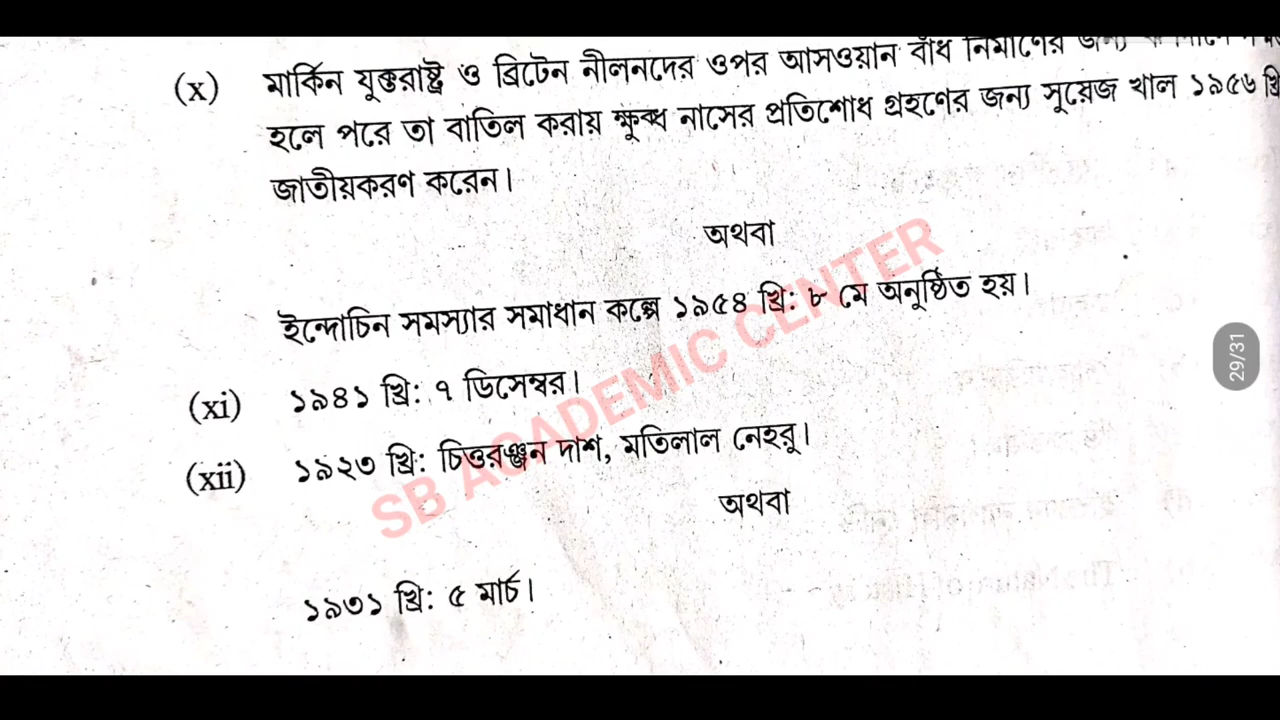 (x) মার্কিন যুক্তরাষ্ট্র ও ব্রিটেন নীলনদের ওপর আসওয়ান বাঁধ নির্মাণের জন্য
হলে পরে তা বাতিল করায় ক্ষুব্ধ নাসের প্রতিশোধ গ্রহণের জন্য সুয়েজ খাল ১৯৫৬ খ্রি
জাতীয়করণ করেন।
অথবা
ইন্দোচিন সমস্যার সমাধান কল্পে ১৯৫৪ খ্রি: ৮ মে অনুষ্ঠিত হয়।
(xi) ১৯৪১ খ্রি: ৭ ডিসেম্বর।
(xii) ১৯২৩ খ্রি: চিত্তরঞ্জন দাশ, মতিলাল নেহরু।
অথবা
১৯৩১ খ্রি: ৫ মার্চ।
SB ACADEMIC CENTER
29/31